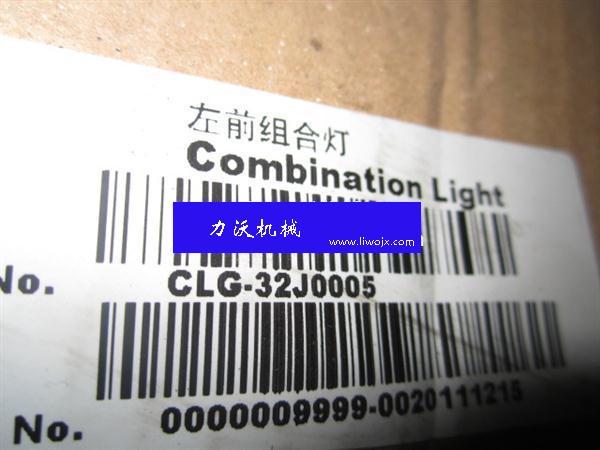 左前组合灯
Combination Light
力沃机械
www.liwojx.com
No. CLG-32J0005
No. 0000009999-0020111215